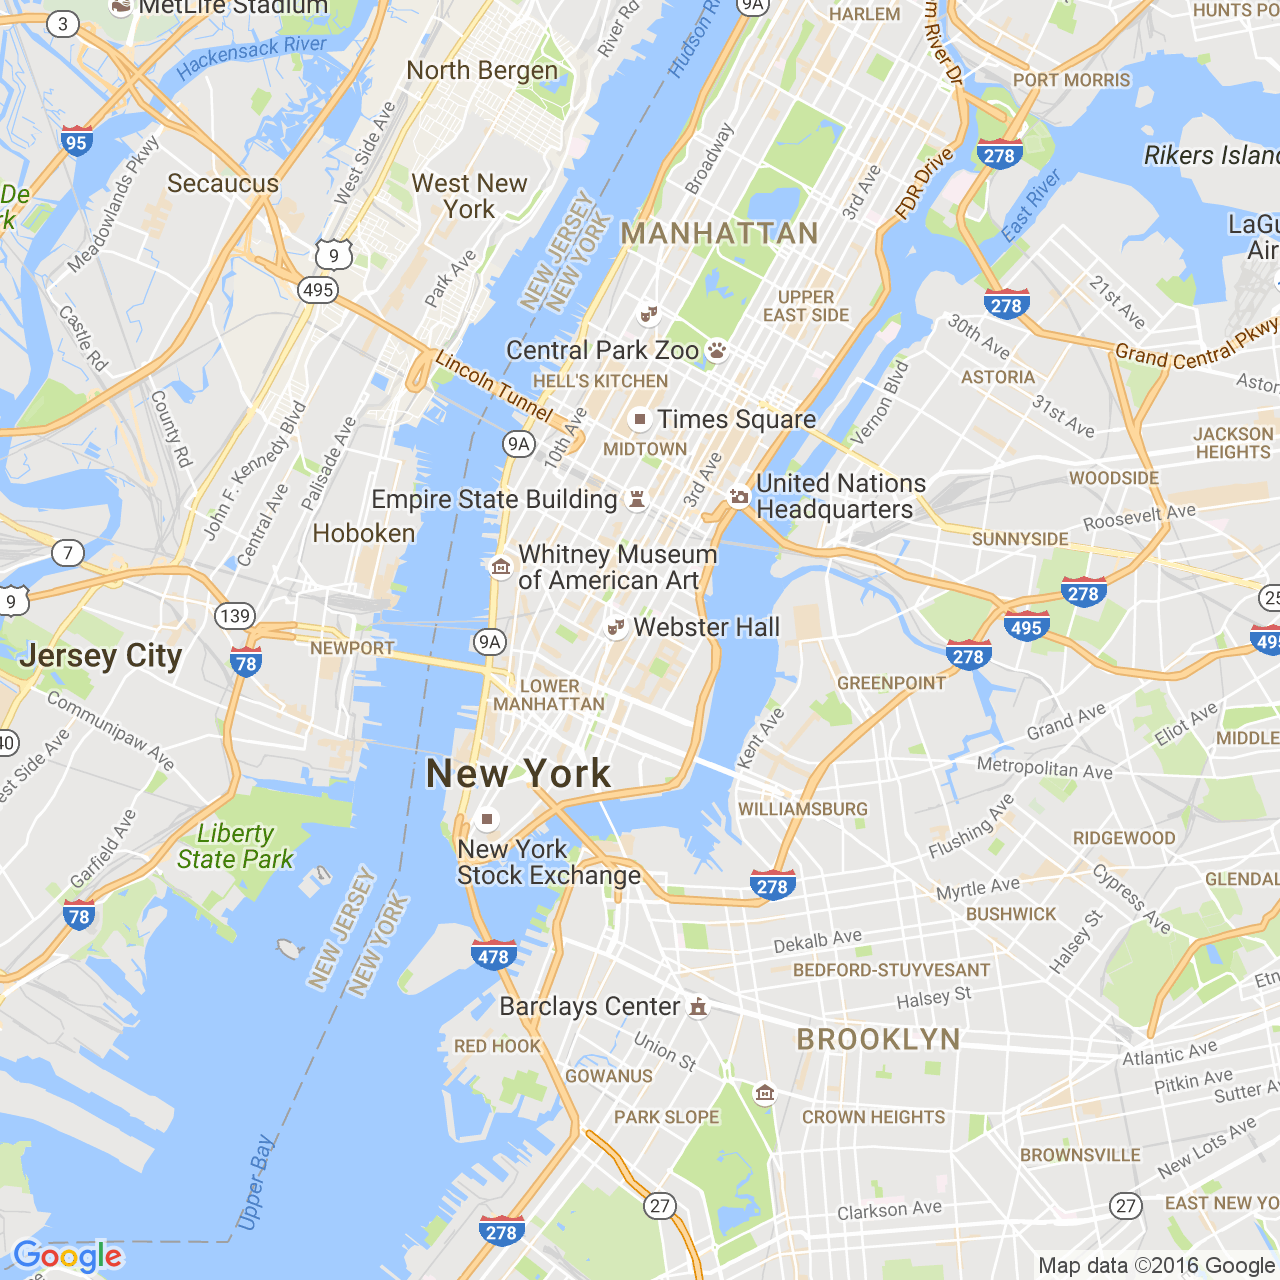 MetLife Stadium
3
9A
HARLEM
HUNTS PO
Hackensack River
River Rd
Hudson Ri
m River Dr
North Bergen
PORT MORRIS
95
West Side Ave
Broadway
278
Rikers Island
Meadowlands Pkwy
Secaucus
West New
York
3rd Ave
FDR Drive
East River
De
rk
NEW JERSEY
NEW YORK
MANHATTAN
LaGu
Air
9
495
Park Ave
UPPER
EAST SIDE
278
21st Ave
30th Ave
Grand Central Pkwy
Castle Rd
Central Park Zoo
Lincoln Tunnel
HELL'S KITCHEN
ASTORIA
Astori
Vernon Blvd
31st Ave
County Rd
John F. Kennedy Blvd
Palisade Ave
Times Square
9A
10th Ave
MIDTOWN
JACKSON
HEIGHTS
WOODSIDE
3rd Ave
Empire State Building
United Nations
Headquarters
Central Ave
Roosevelt Ave
Hoboken
SUNNYSIDE
7
Whitney Museum
of American Art
9
278
25
139
Webster Hall
495
495
9A
NEWPORT
Jersey City
78
278
LOWER
MANHATTAN
GREENPOINT
Communipaw Ave
Kent Ave
Grand Ave
Eliot Ave
40
est Side Ave
MIDDLE
New York
Metropolitan Ave
WILLIAMSBURG
Garfield Ave
Liberty
State Park
Flushing Ave
RIDGEWOOD
New York
Stock Exchange
278
Myrtle Ave
Cypress Ave
GLENDAL
78
NEW JERSEY
NEW YORK
BUSHWICK
478
Dekalb Ave
Halsey St
BEDFORD-STUYVESANT
Etn
Barclays Center
Halsey St
RED HOOK
Union St
BROOKLYN
Atlantic Ave
GOWANUS
Pitkin Ave
Sutter Ave
PARK SLOPE
CROWN HEIGHTS
Upper Bay
BROWNSVILLE
New Lots Ave
27
Clarkson Ave
27
EAST NEW YO
278
Google
Map data ©2016 Google